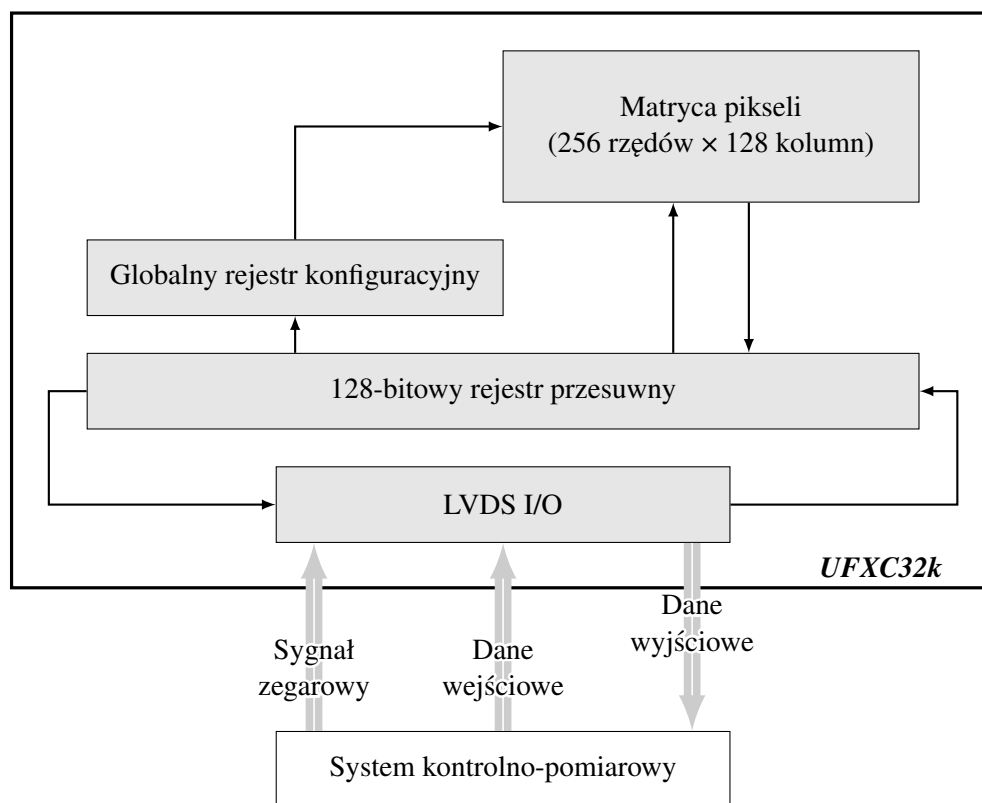 Matryca pikseli
(256 rzędów × 128 kolumn)
Globalny rejestr konfiguracyjny
128-bitowy rejestr przesuwny
LVDS I/O
UFXC32k
Sygnał
zegarowy
Dane
wejściowe
Dane
wyjściowe
System kontrolno-pomiarowy